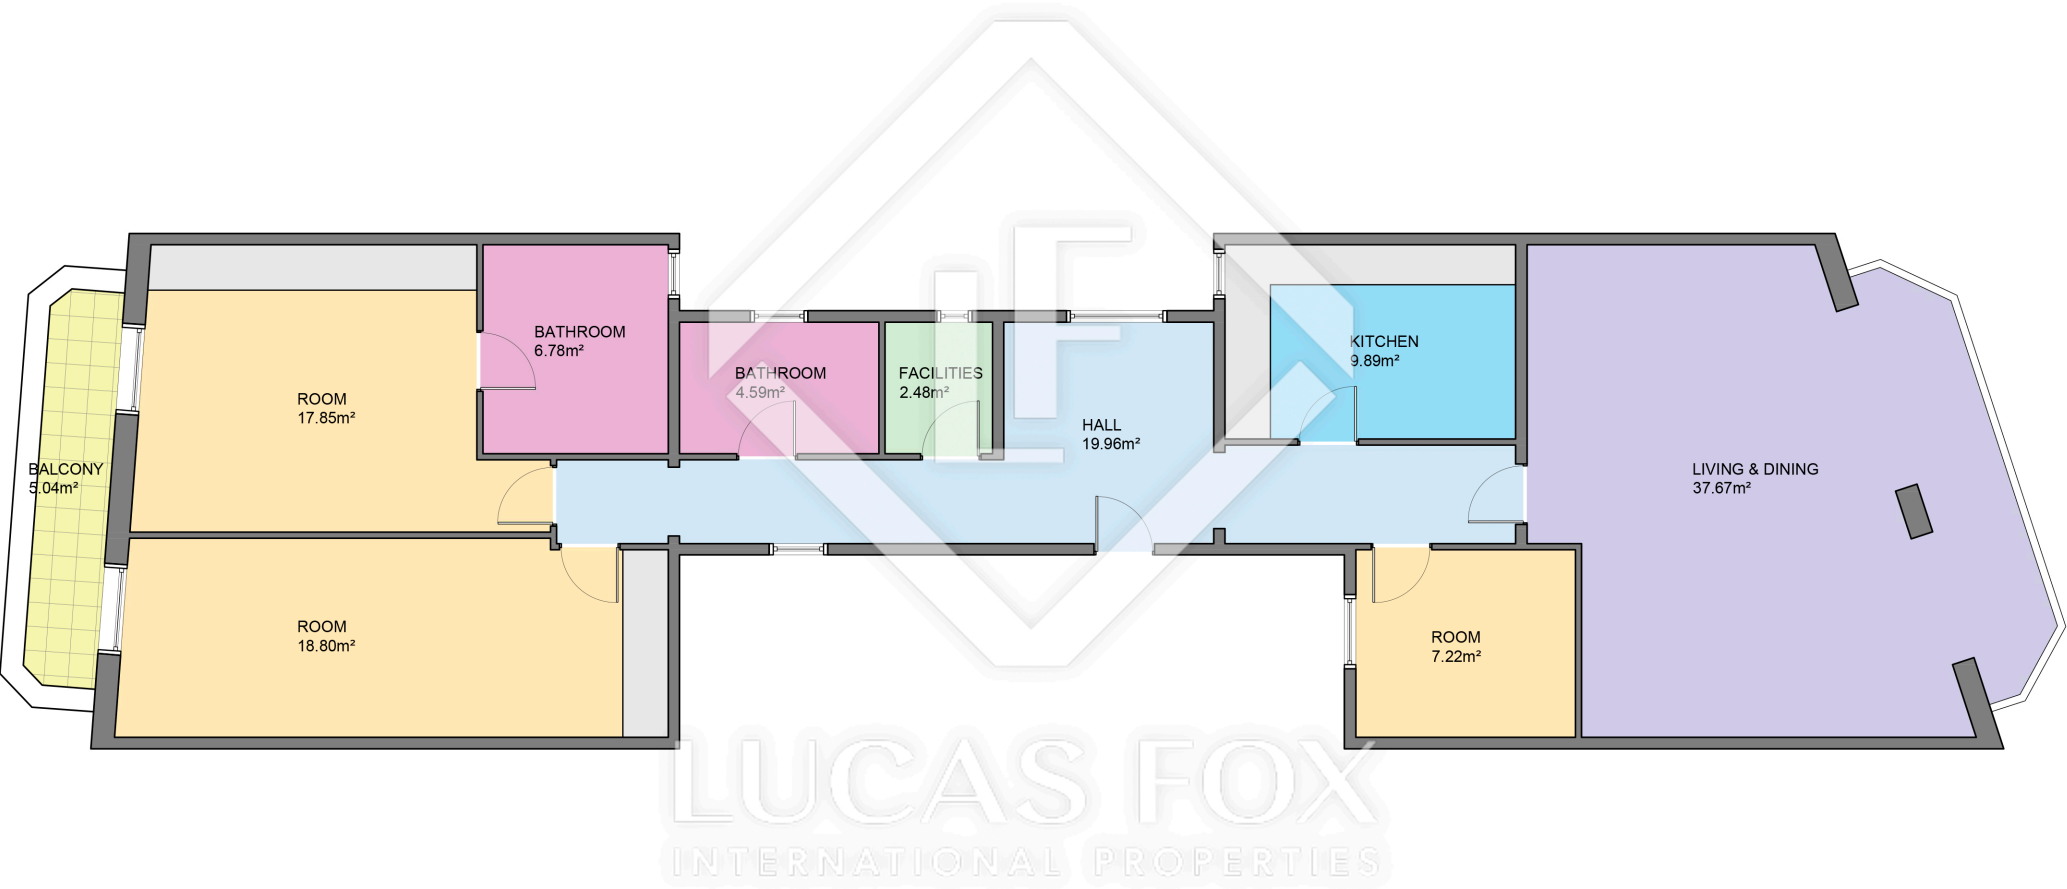 ROOM
17.85m²
BATHROOM
6.78m²
BATHROOM
4.59m²
FACILITIES
2.48m²
HALL
19.96m²
KITCHEN
9.89m²
LIVING & DINING
37.67m²
BALCONY
5.04m²
ROOM
18.80m²
ROOM
7.22m²
LF
LUCAS FOX
INTERNATIONAL PROPERTIES